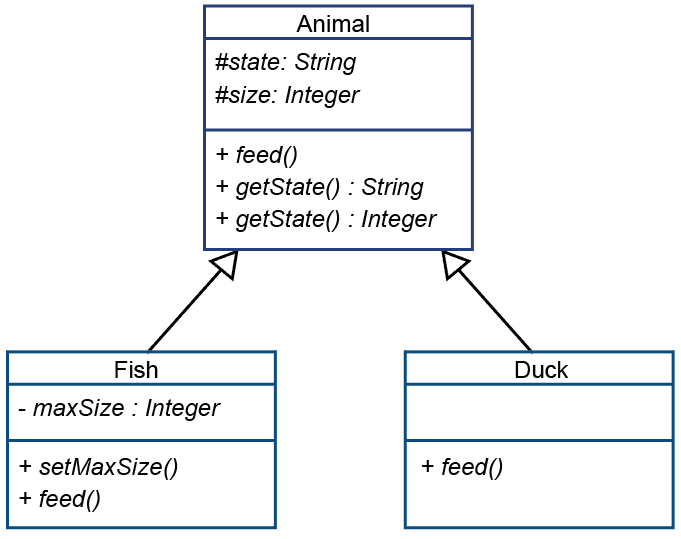 Animal
#state: String
#size: Integer
+ feed()
+ getState() : String
+ getState() : Integer
Fish
- maxSize : Integer
+ setMaxSize()
+ feed()
Duck
+ feed()